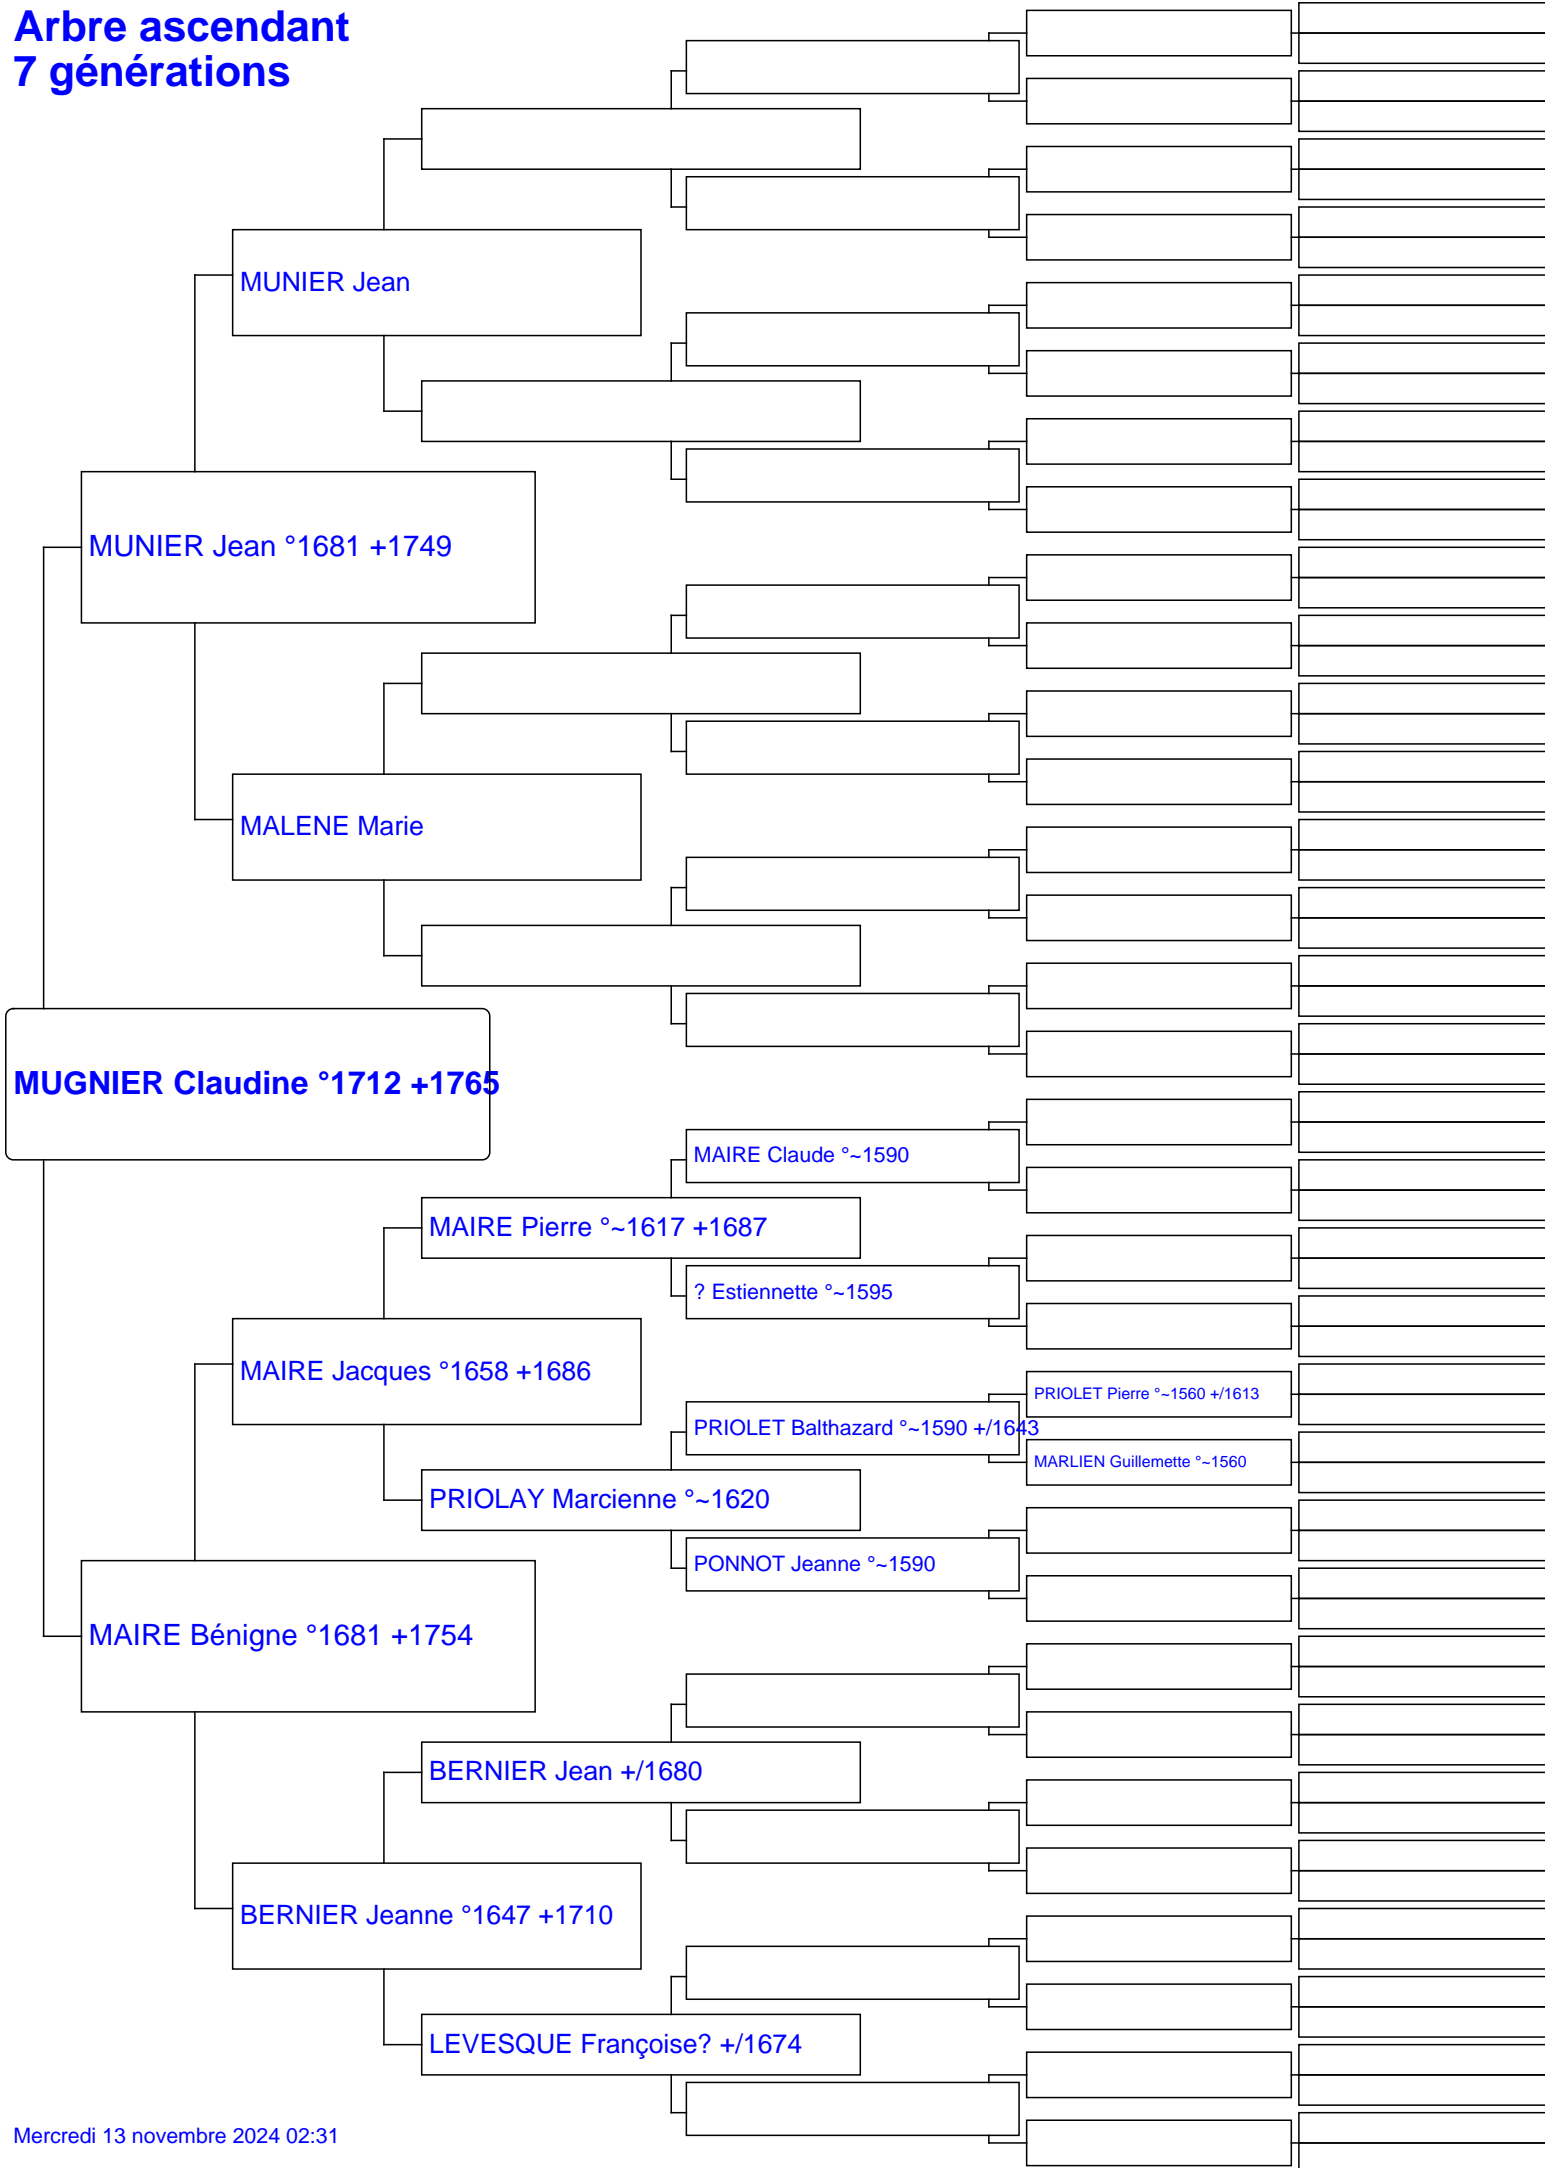 Arbre ascendant
7 générations
MUNIER Jean
MUNIER Jean °1681 +1749
MALENE Marie
MUGNIER Claudine °1712 +1765
MAIRE Claude °~1590
MAIRE Pierre °~1617 +1687
? Estiennette °~1595
MAIRE Jacques °1658 +1686
PRIOLET Pierre °~1560 +/1613
PRIOLET Balthazard °~1590 +/1643
MARLIEN Guillemette °~1560
PRIOLAY Marcienne °~1620
PONNOT Jeanne °~1590
MAIRE Bénigne °1681 +1754
BERNIER Jean +/1680
BERNIER Jeanne °1647 +1710
LEVESQUE Françoise? +/1674
Mercredi 13 novembre 2024 02:31